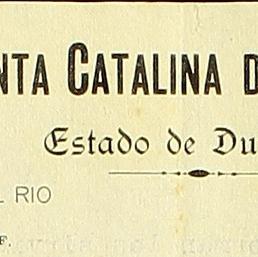 NTA CATALINA D
Estado de Du
L RIO
F.